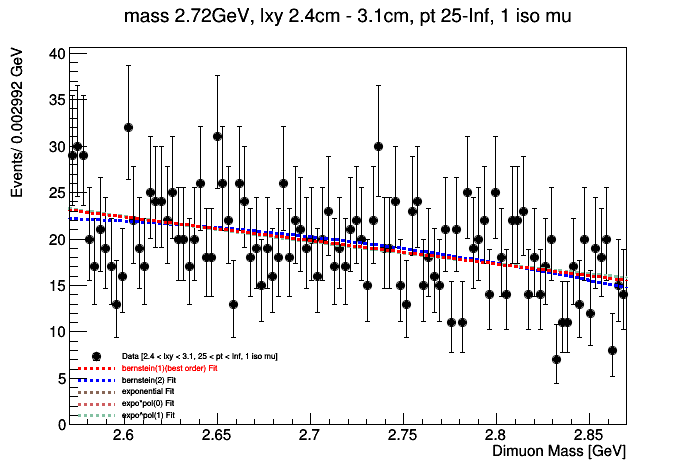 mass 2.72GeV, lxy 2.4cm - 3.1cm, pt 25-Inf, 1 iso mu
Events/ 0.002992 GeV
40
35
30
25
20
15
10
5
0
Data [2.4 < lxy < 3.1, 25 < pt < Inf, 1 iso mu]
bernstein(1)(best order) Fit
bernstein(2) Fit
exponential Fit
expo*pol(0) Fit
expo*pol(1) Fit
2.6 2.65 2.7 2.75 2.8 2.85
Dimuon Mass [GeV]